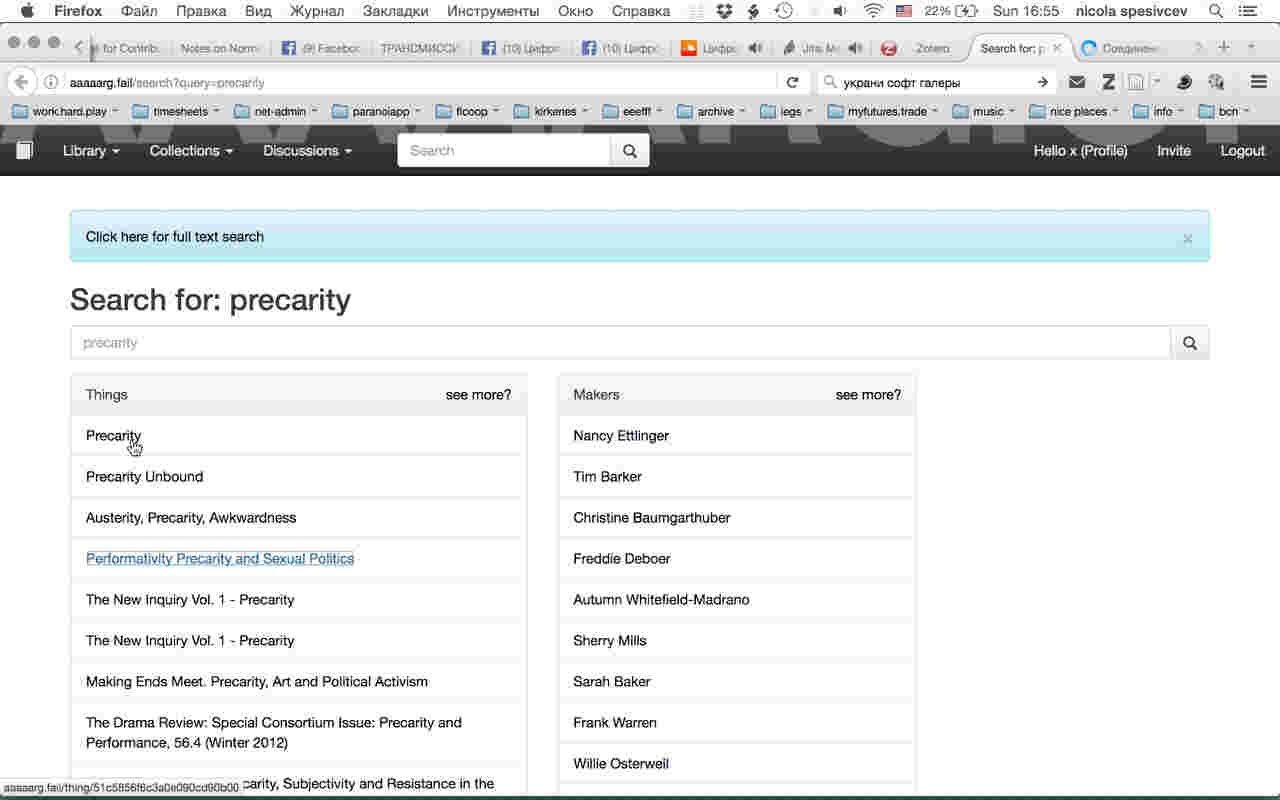 Firefox Файл Правка Вид Журнал Закладки Инструменты Окно Справка 22% Sun 16:55 nicola spesivcev
for Contrib Notes on Norm (9) Facebo ТРАНСМИССИ (10) Цифро (10) Цифро Цифр Jitsi M Zotero Search for: p Соединен
aaaaarg.fail/search?query=precarity украни софт галеры
work.hard.play timesheets net-admin paranoiapp flcoop kirkenes eeefff archive legs myfutures.trade music nice places info bcn
Library Collections Discussions Search Hello x (Profile) Invite Logout
Click here for full text search ×
Search for: precarity
precarity
Things see more?
Precarity
Precarity Unbound
Austerity, Precarity, Awkwardness
Performativity Precarity and Sexual Politics
The New Inquiry Vol. 1 - Precarity
The New Inquiry Vol. 1 - Precarity
Making Ends Meet. Precarity, Art and Political Activism
The Drama Review: Special Consortium Issue: Precarity and
Performance, 56.4 (Winter 2012)
carity, Subjectivity and Resistance in the
Makers see more?
Nancy Ettlinger
Tim Barker
Christine Baumgarthuber
Freddie Deboer
Autumn Whitefield-Madrano
Sherry Mills
Sarah Baker
Frank Warren
Willie Osterweil
aaaaarg.fail/thing/51c5856f6c3a0e090cd90b00